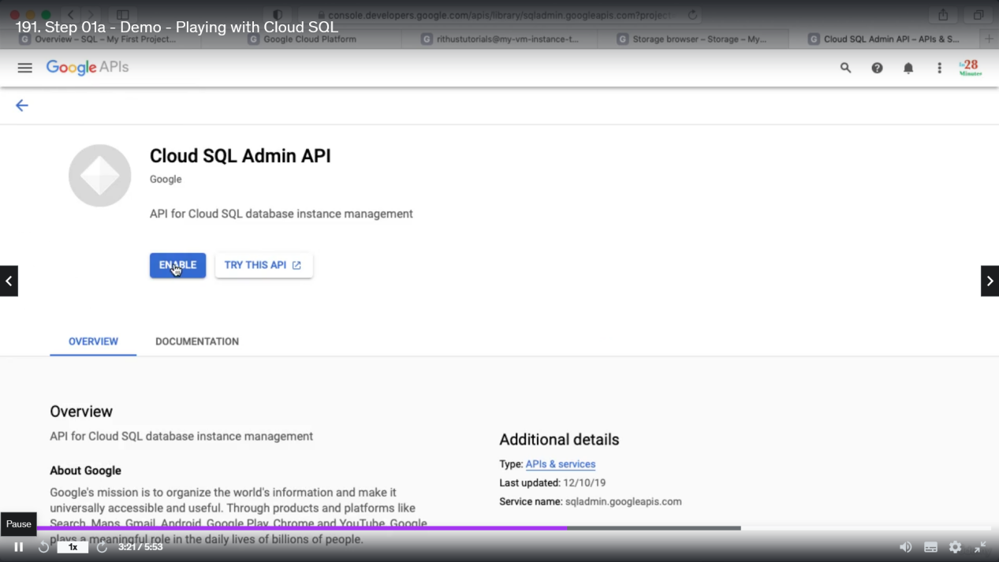 console.developers.google.com/apis/library/sqladmin.googleapis.com?project
191. Step 01a - Demo - Playing with Cloud SQL
Overview – SQL – My First Project...
Google Cloud Platform
rithustutorials@my-vm-instance-t...
Storage browser – Storage – My...
Cloud SQL Admin API – APIs & S...
Google APIs
in28
Minutes
Cloud SQL Admin API
Google
API for Cloud SQL database instance management
ENABLE
TRY THIS API
OVERVIEW
DOCUMENTATION
Overview
API for Cloud SQL database instance management
About Google
Google's mission is to organize the world's information and make it
universally accessible and useful. Through products and platforms like
Search, Maps, Gmail, Android, Google Play, Chrome and YouTube, Google
plays a meaningful role in the daily lives of billions of people.
Additional details
Type: APIs & services
Last updated: 12/10/19
Service name: sqladmin.googleapis.com
Pause
1x
3:21 / 5:53